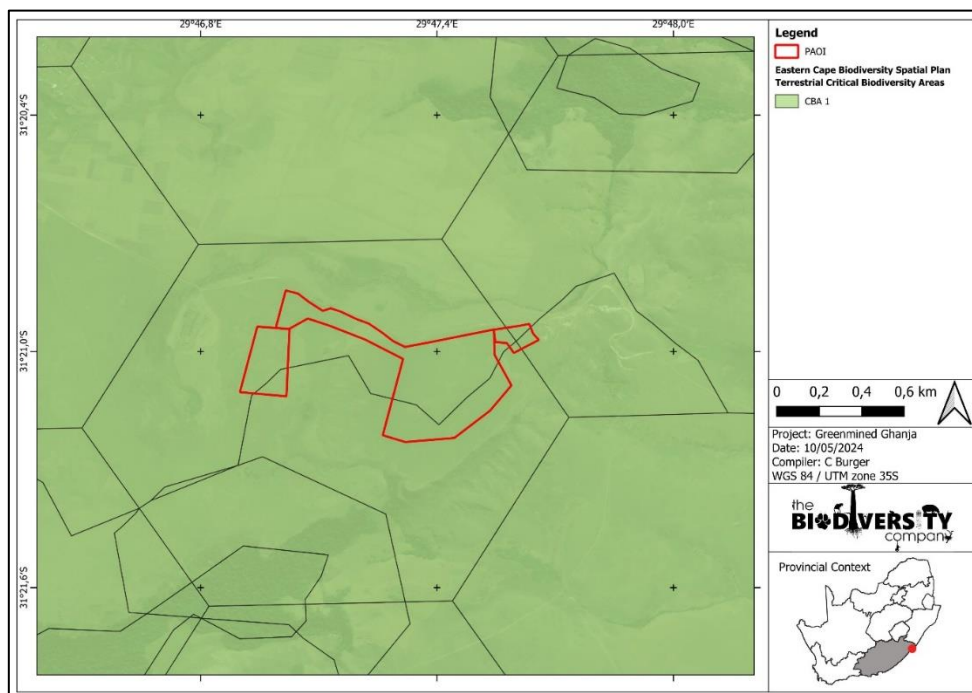 29°46,8'E
29°47,4'E
29°48,0'E
31°20,4'S
31°21,0'S
31°21,6'S
Legend
PAOI
Eastern Cape Biodiversity Spatial Plan
Terrestrial Critical Biodiversity Areas
CBA 1
0 0,2 0,4 0,6 km
Project: Greenmined Ghanja
Date: 10/05/2024
Compiler: C Burger
WGS 84 / UTM zone 35S
the
BIODIVERSITY
company
Provincial Context